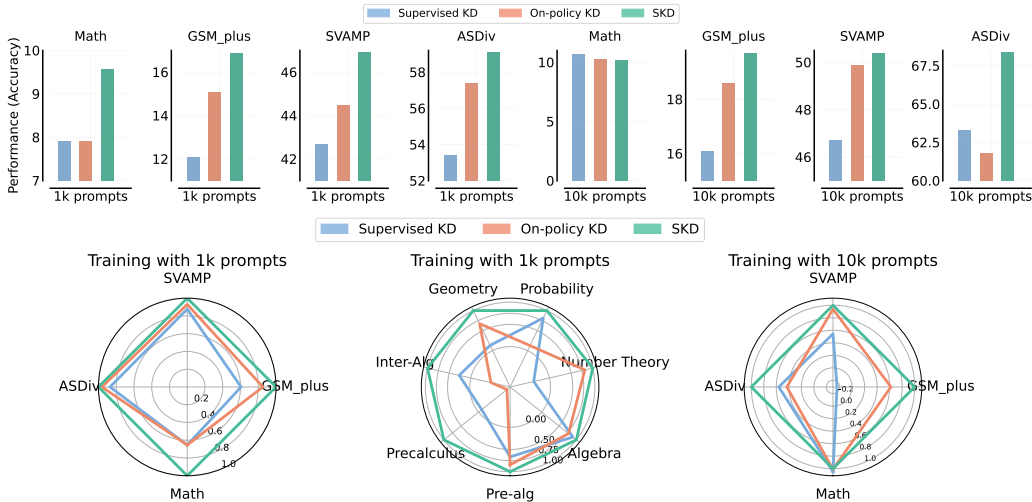 Supervised KD On-policy KD SKD
Math GSM_plus SVAMP ASDiv Math GSM_plus SVAMP ASDiv
Performance (Accuracy)
10 9 8 7
16 14 12
46 44 42
58 56 54 52
10 5 0
18 16
50 48 46
67.5 65.0 62.5 60.0
1k prompts 1k prompts 1k prompts 1k prompts 10k prompts 10k prompts 10k prompts 10k prompts
Supervised KD On-policy KD SKD
Training with 1k prompts
SVAMP
ASDiv
GSM_plus
0.2
0.4
0.6
0.8
1.0
Math
Training with 1k prompts
Geometry Probability
Inter-Alg Number Theory
0.00
0.50
0.75
1.00
Precalculus Algebra
Pre-alg
Training with 10k prompts
SVAMP
ASDiv
GSM_plus
-0.2
0.0
0.2
0.4
0.6
0.8
1.0
Math